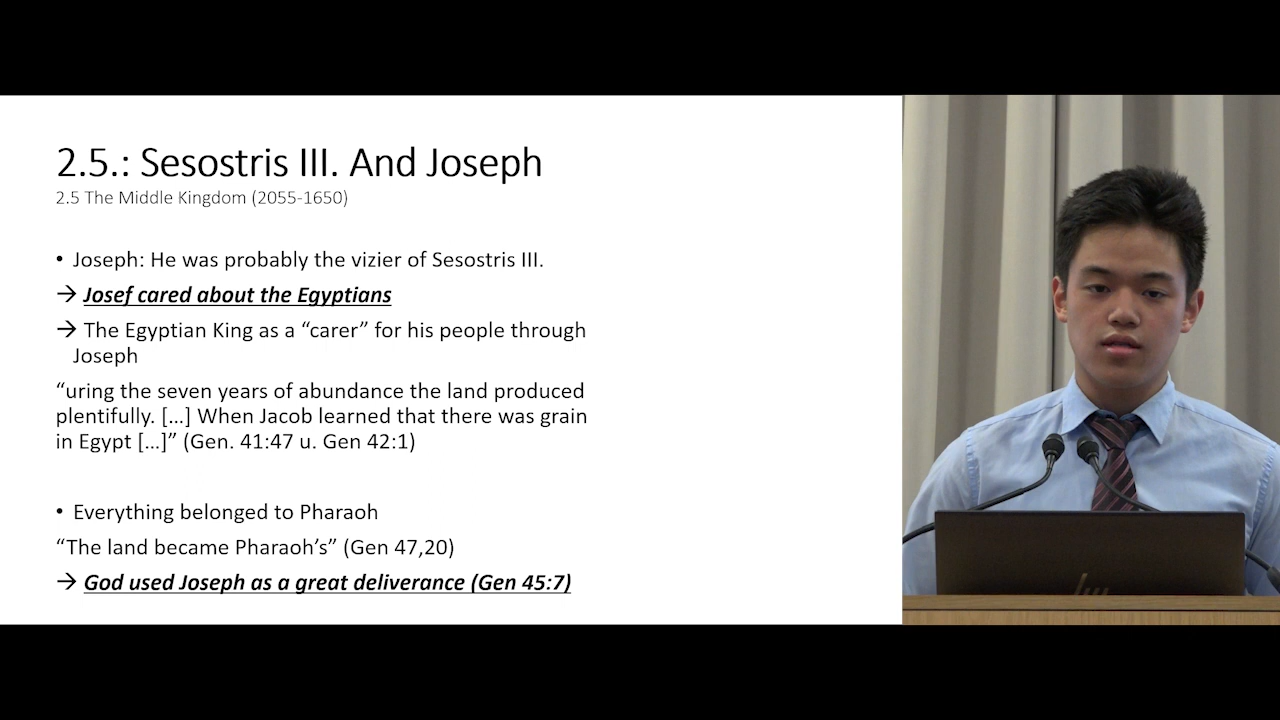 2.5.: Sesostris III. And Joseph
2.5 The Middle Kingdom (2055-1650)
• Joseph: He was probably the vizier of Sesostris III.
→ Josef cared about the Egyptians
→ The Egyptian King as a “carer” for his people through
Joseph
“uring the seven years of abundance the land produced
plentifully. […] When Jacob learned that there was grain
in Egypt […]” (Gen. 41:47 u. Gen 42:1)
• Everything belonged to Pharaoh
“The land became Pharaoh’s” (Gen 47,20)
→ God used Joseph as a great deliverance (Gen 45:7)
hp